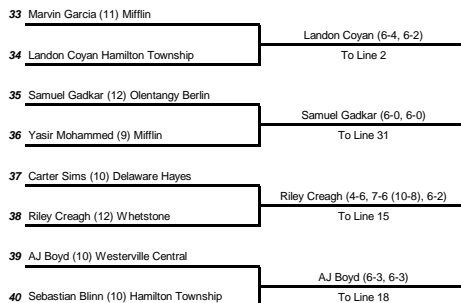 33 Marvin Garcia (11) Mifflin
Landon Coyan (6-4, 6-2)
34 Landon Coyan Hamilton Township
To Line 2
35 Samuel Gadkar (12) Olentangy Berlin
Samuel Gadkar (6-0, 6-0)
36 Yasir Mohammed (9) Mifflin
To Line 31
37 Carter Sims (10) Delaware Hayes
Riley Creagh (4-6, 7-6 (10-8), 6-2)
38 Riley Creagh (12) Whetstone
To Line 15
39 AJ Boyd (10) Westerville Central
AJ Boyd (6-3, 6-3)
40 Sebastian Blinn (10) Hamilton Township
To Line 18